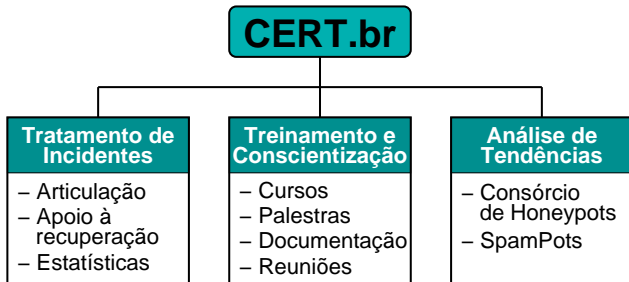 CERT.br
Tratamento de
Incidentes
– Articulação
– Apoio à
recuperação
– Estatísticas
Treinamento e
Conscientização
– Cursos
– Palestras
– Documentação
– Reuniões
Análise de
Tendências
– Consórcio
de Honeypots
– SpamPots